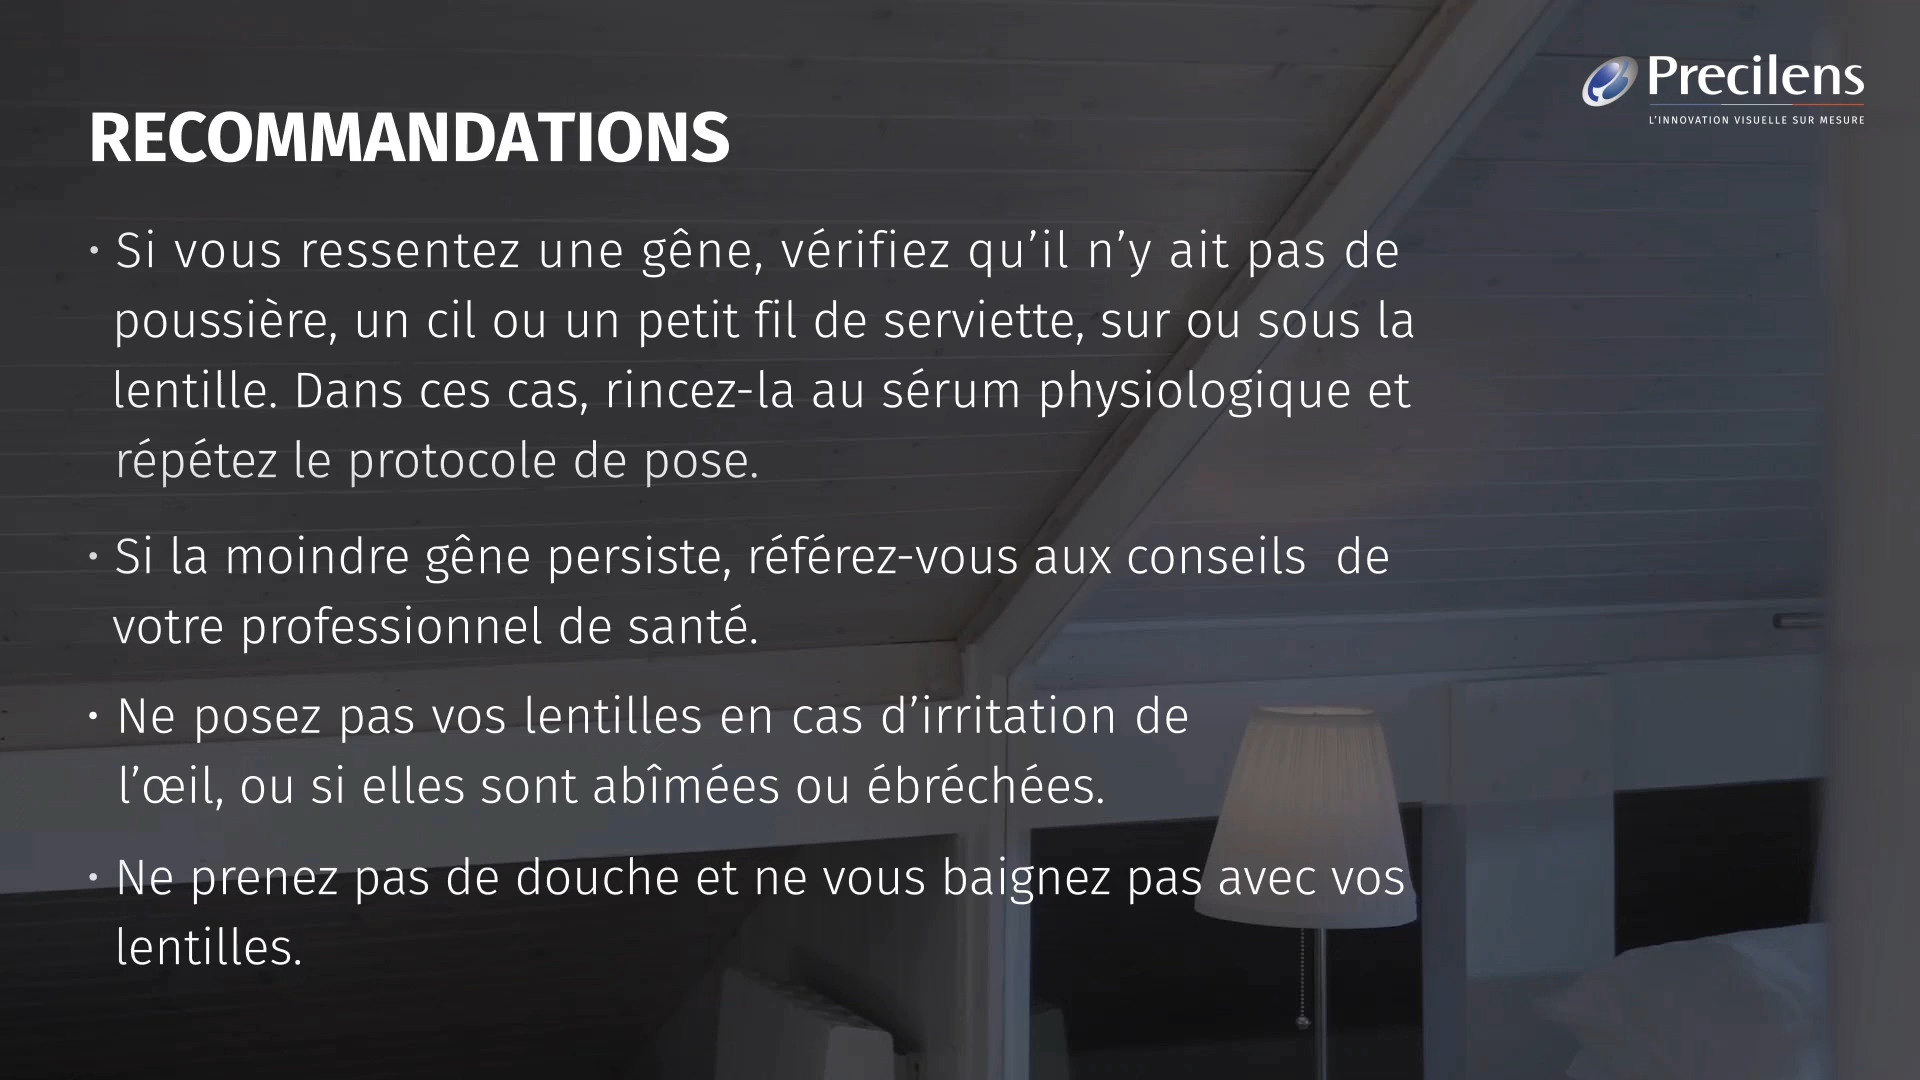 Precilens
L'INNOVATION VISUELLE SUR MESURE
RECOMMANDATIONS
• Si vous ressentez une gêne, vérifiez qu’il n’y ait pas de
poussière, un cil ou un petit fil de serviette, sur ou sous la
lentille. Dans ces cas, rincez-la au sérum physiologique et
répétez le protocole de pose.
• Si la moindre gêne persiste, référez-vous aux conseils  de
votre professionnel de santé.
• Ne posez pas vos lentilles en cas d’irritation de
l’œil, ou si elles sont abîmées ou ébréchées.
• Ne prenez pas de douche et ne vous baignez pas avec vos
lentilles.